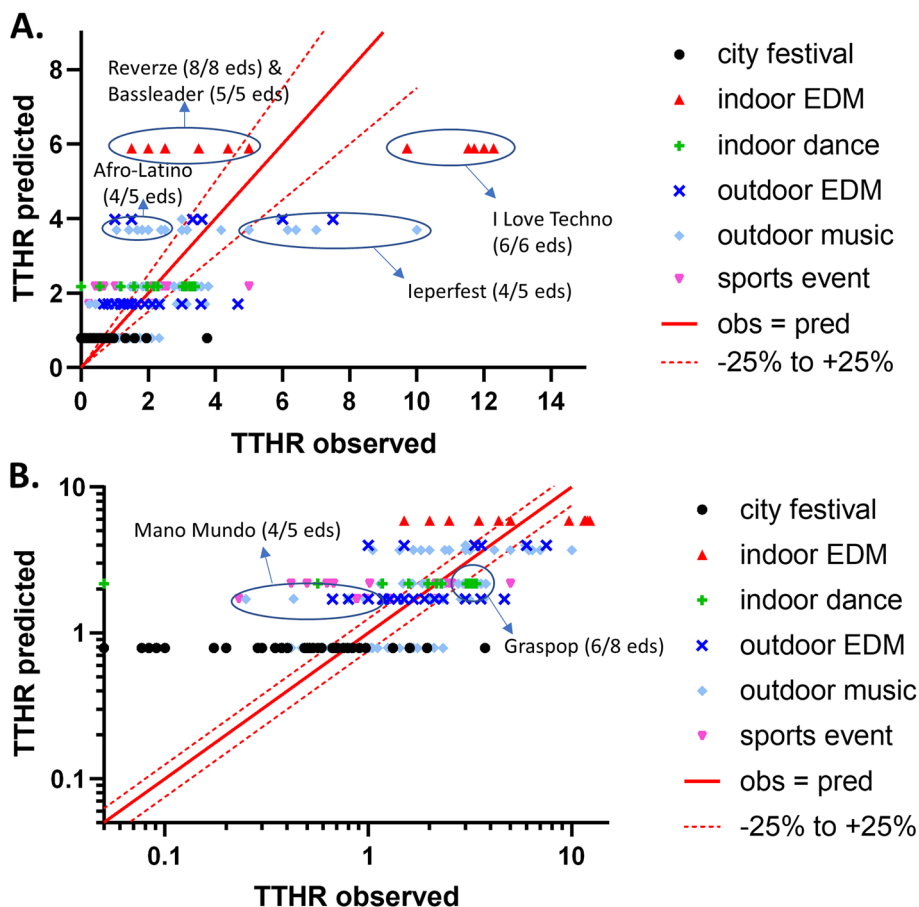 A.
Reverze (8/8 eds) &
Bassleader (5/5 eds)
Afro-Latino
(4/5 eds)
I Love Techno
(6/6 eds)
Ieperfest (4/5 eds)
TTHR predicted
8
6
4
2
0
0 2 4 6 8 10 12 14
TTHR observed
city festival
indoor EDM
indoor dance
outdoor EDM
outdoor music
sports event
obs = pred
-25% to +25%
B.
Mano Mundo (4/5 eds)
Graspop (6/8 eds)
TTHR predicted
10
1
0.1
0.1 1 10
TTHR observed
city festival
indoor EDM
indoor dance
outdoor EDM
outdoor music
sports event
obs = pred
-25% to +25%